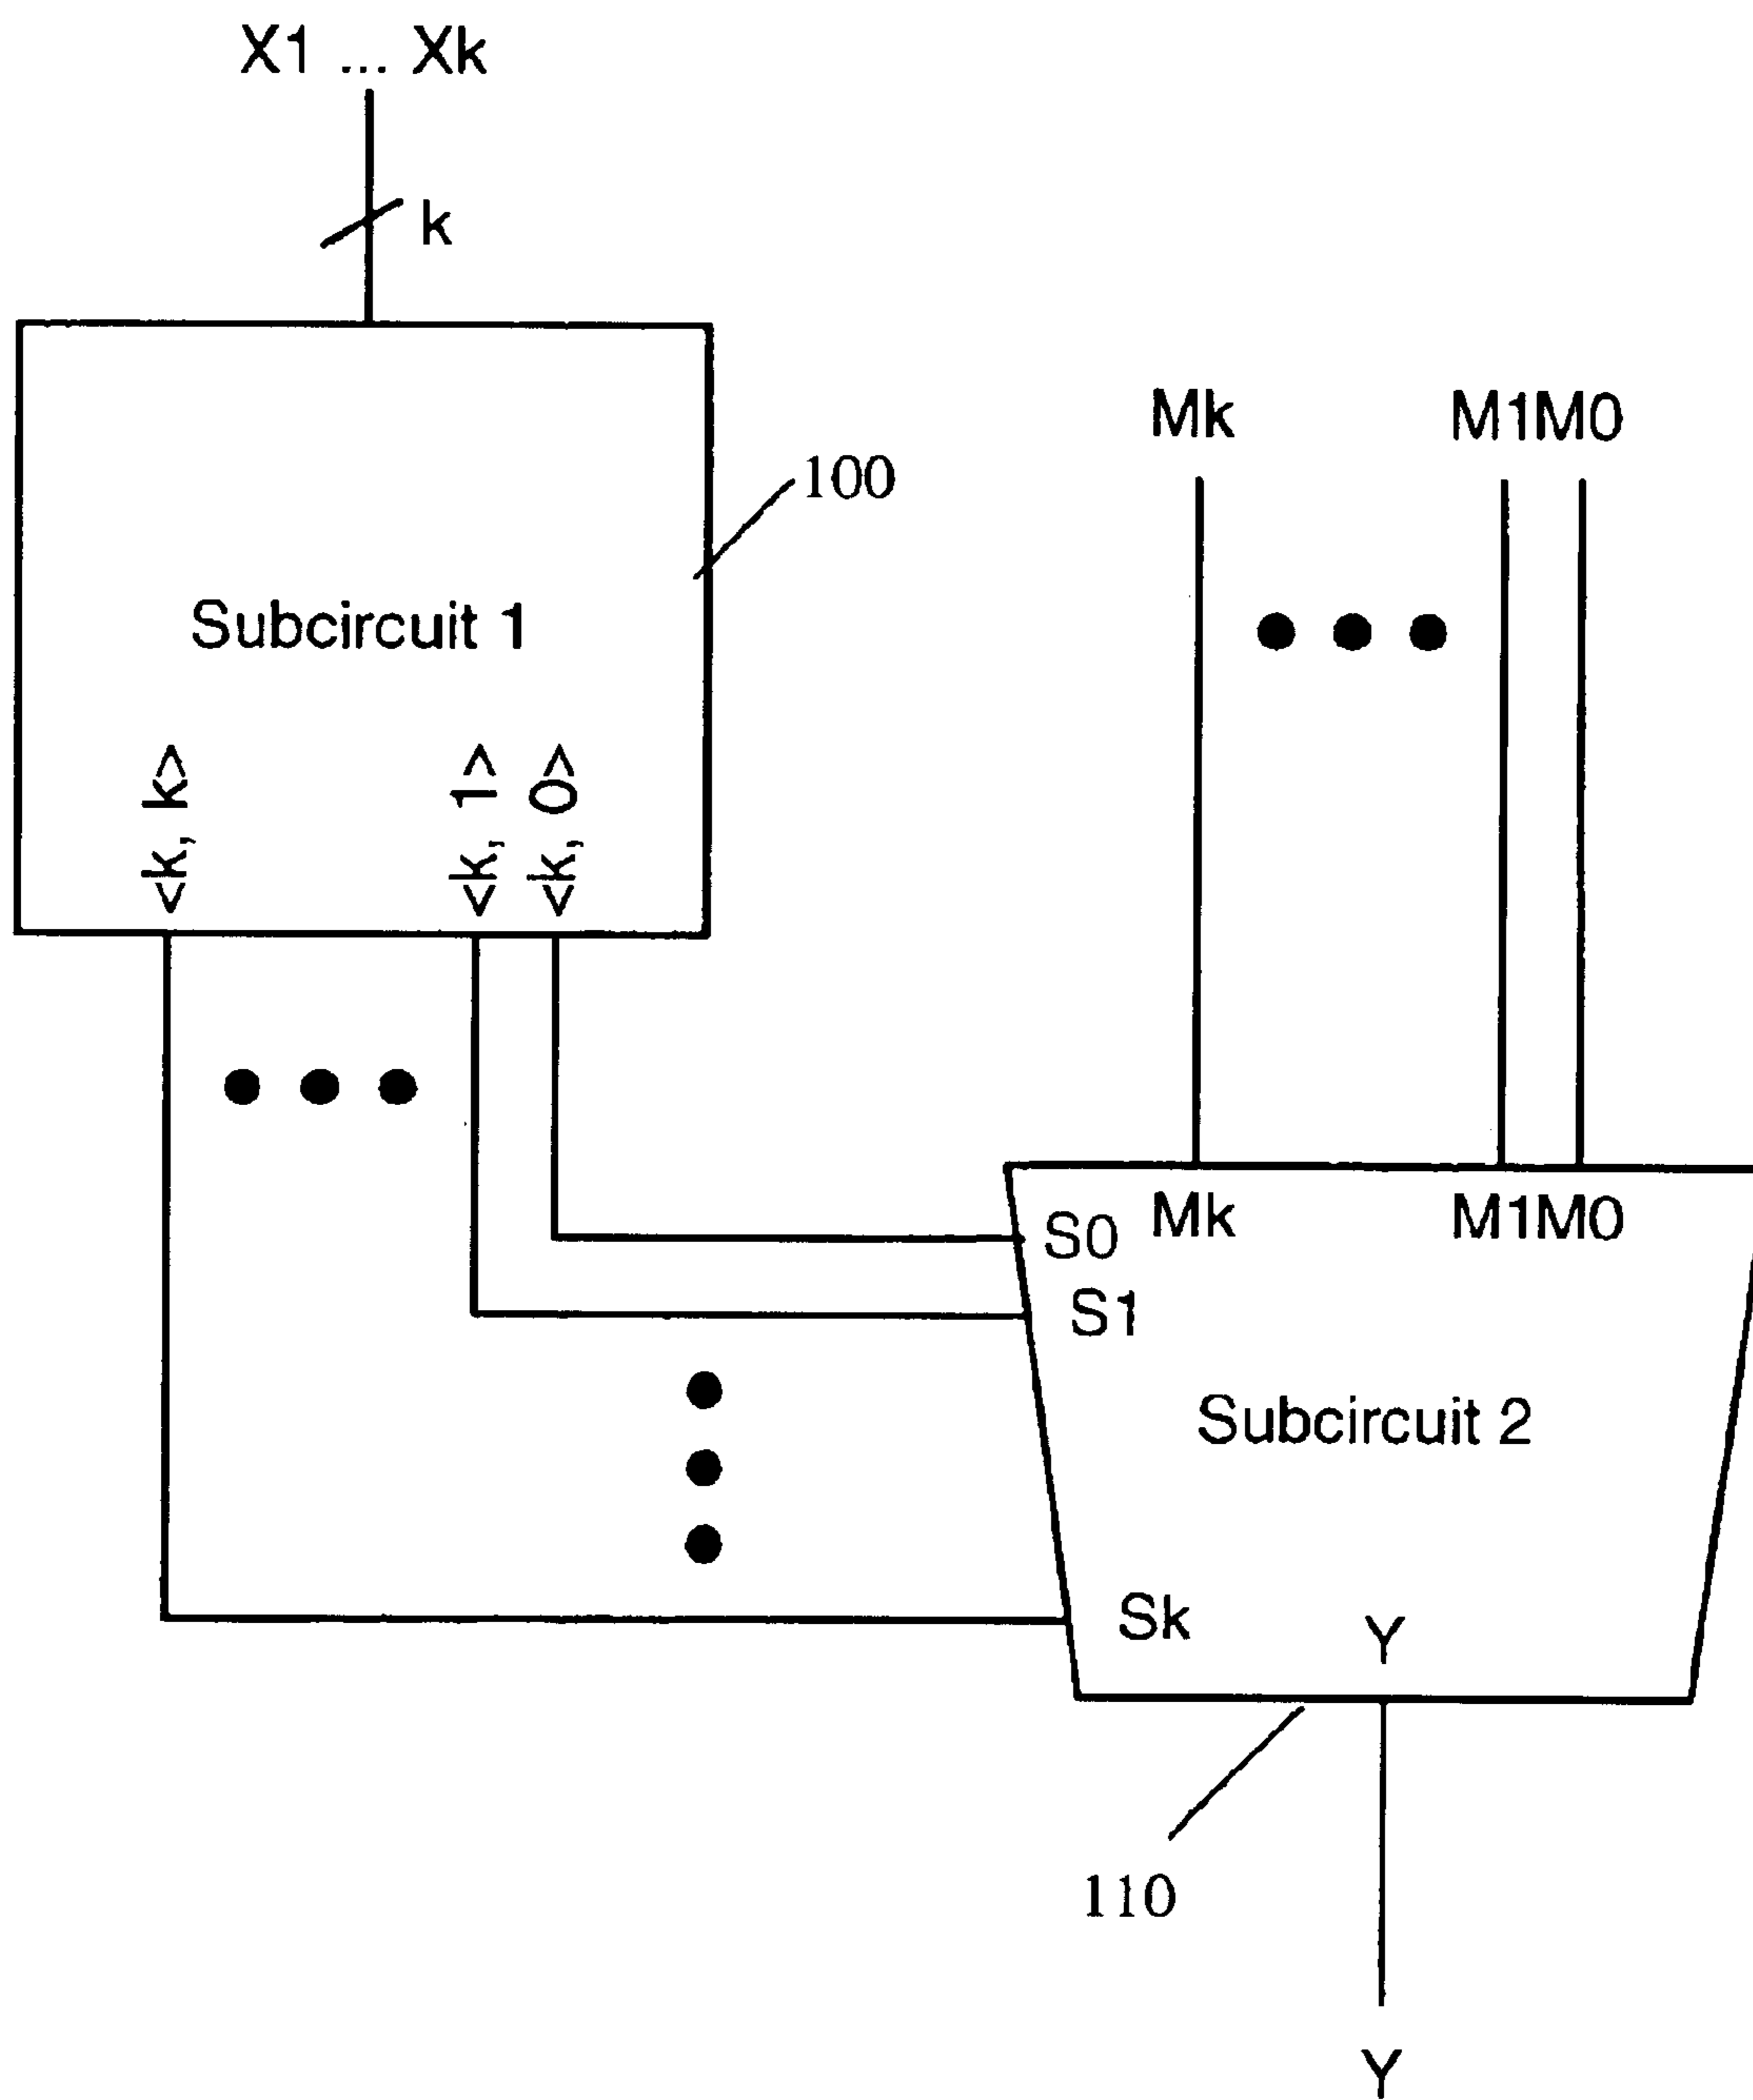 X1 ... Xk
k
Mk M1M0
100
Subcircuit 1
<k, k> <k, 1> <k, 0>
Mk M1M0
S0
S1
Subcircuit 2
Sk
Y
110
Y